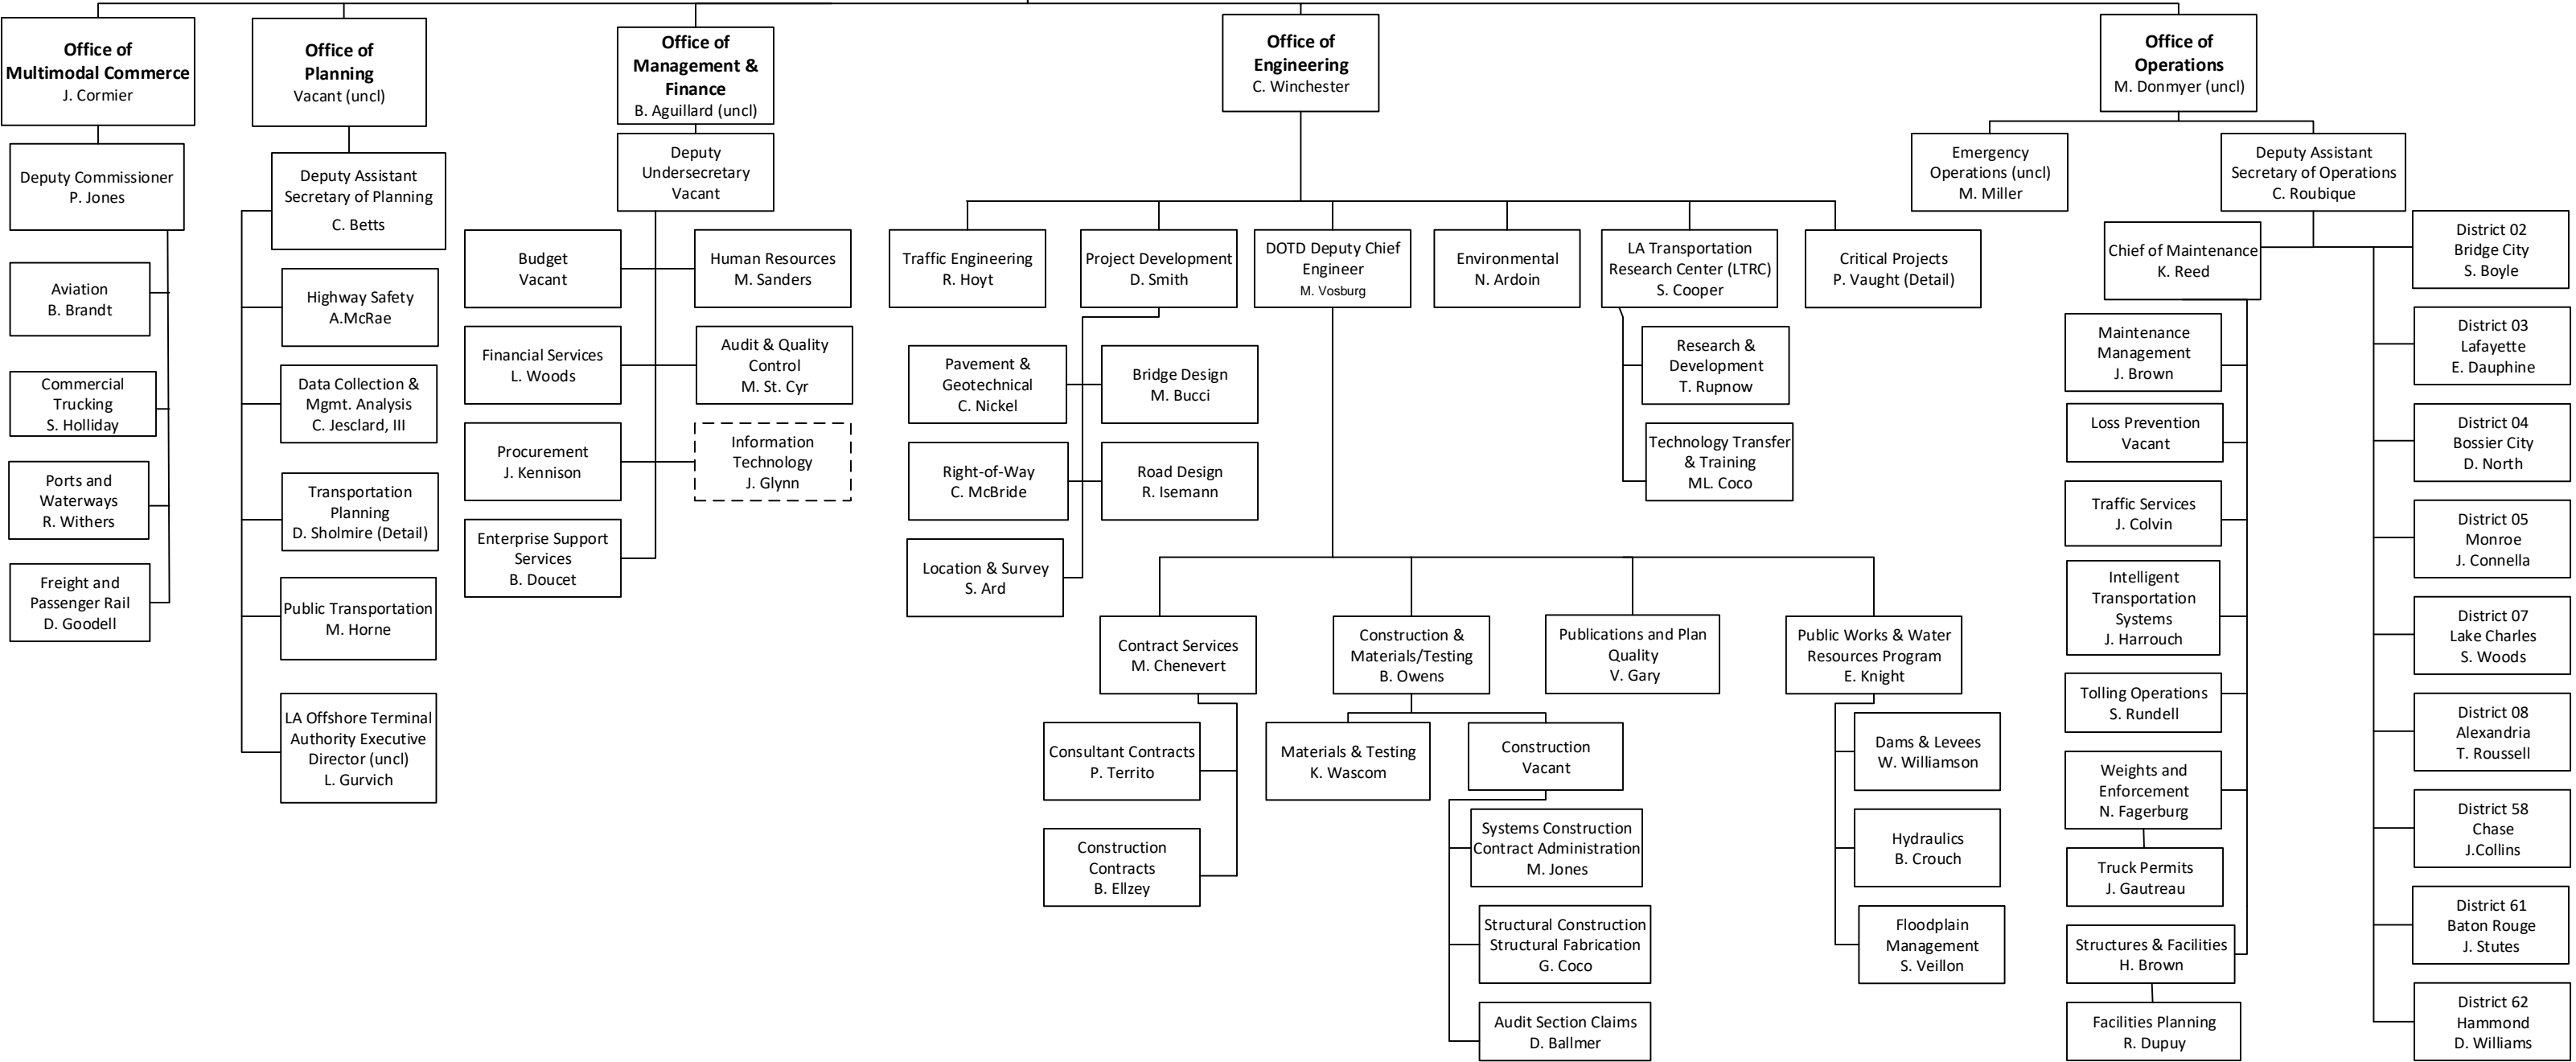 Office of
Multimodal Commerce
J. Cormier
Deputy Commissioner
P. Jones
Aviation
B. Brandt
Commercial
Trucking
S. Holliday
Ports and
Waterways
R. Withers
Freight and
Passenger Rail
D. Goodell
Office of
Planning
Vacant (uncl)
Deputy Assistant
Secretary of Planning
C. Betts
Highway Safety
A.McRae
Data Collection &
Mgmt. Analysis
C. Jesclard, III
Transportation
Planning
D. Sholmire (Detail)
Public Transportation
M. Horne
LA Offshore Terminal
Authority Executive
Director (uncl)
L. Gurvich
Office of
Management &
Finance
B. Aguillard (uncl)
Deputy
Undersecretary
Vacant
Budget
Vacant
Human Resources
M. Sanders
Financial Services
L. Woods
Audit & Quality
Control
M. St. Cyr
Procurement
J. Kennison
Information
Technology
J. Glynn
Enterprise Support
Services
B. Doucet
Office of
Engineering
C. Winchester
Traffic Engineering
R. Hoyt
Project Development
D. Smith
Pavement &
Geotechnical
C. Nickel
Bridge Design
M. Bucci
Right-of-Way
C. McBride
Road Design
R. Isemann
Location & Survey
S. Ard
DOTD Deputy Chief
Engineer
M. Vosburg
Environmental
N. Ardoin
LA Transportation
Research Center (LTRC)
S. Cooper
Research &
Development
T. Rupnow
Technology Transfer
& Training
ML. Coco
Critical Projects
P. Vaught (Detail)
Contract Services
M. Chenevert
Consultant Contracts
P. Territo
Construction
Contracts
B. Ellzey
Construction &
Materials/Testing
B. Owens
Materials & Testing
K. Wascom
Construction
Vacant
Systems Construction
Contract Administration
M. Jones
Structural Construction
Structural Fabrication
G. Coco
Audit Section Claims
D. Ballmer
Publications and Plan
Quality
V. Gary
Public Works & Water
Resources Program
E. Knight
Dams & Levees
W. Williamson
Hydraulics
B. Crouch
Floodplain
Management
S. Veillon
Office of
Operations
M. Donmyer (uncl)
Emergency
Operations (uncl)
M. Miller
Deputy Assistant
Secretary of Operations
C. Roubique
Chief of Maintenance
K. Reed
Maintenance
Management
J. Brown
Loss Prevention
Vacant
Traffic Services
J. Colvin
Intelligent
Transportation
Systems
J. Harrouch
Tolling Operations
S. Rundell
Weights and
Enforcement
N. Fagerburg
Truck Permits
J. Gautreau
Structures & Facilities
H. Brown
Facilities Planning
R. Dupuy
District 02
Bridge City
S. Boyle
District 03
Lafayette
E. Dauphine
District 04
Bossier City
D. North
District 05
Monroe
J. Connella
District 07
Lake Charles
S. Woods
District 08
Alexandria
T. Roussell
District 58
Chase
J.Collins
District 61
Baton Rouge
J. Stutes
District 62
Hammond
D. Williams